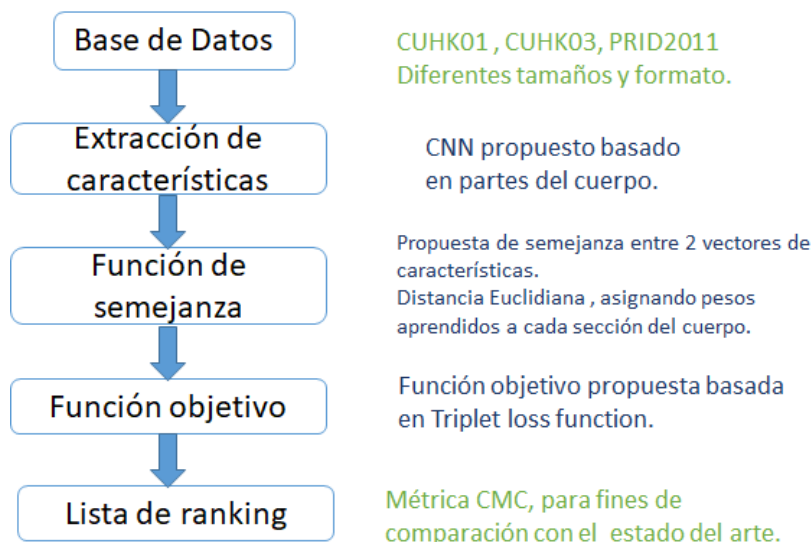 Base de Datos
CUHK01 , CUHK03, PRID2011
Diferentes tamaños y formato.
Extracción de
características
CNN propuesto basado
en partes del cuerpo.
Función de
semejanza
Propuesta de semejanza entre 2 vectores de
características.
Distancia Euclidiana , asignando pesos
aprendidos a cada sección del cuerpo.
Función objetivo
Función objetivo propuesta basada
en Triplet loss function.
Lista de ranking
Métrica CMC, para fines de
comparación con el estado del arte.